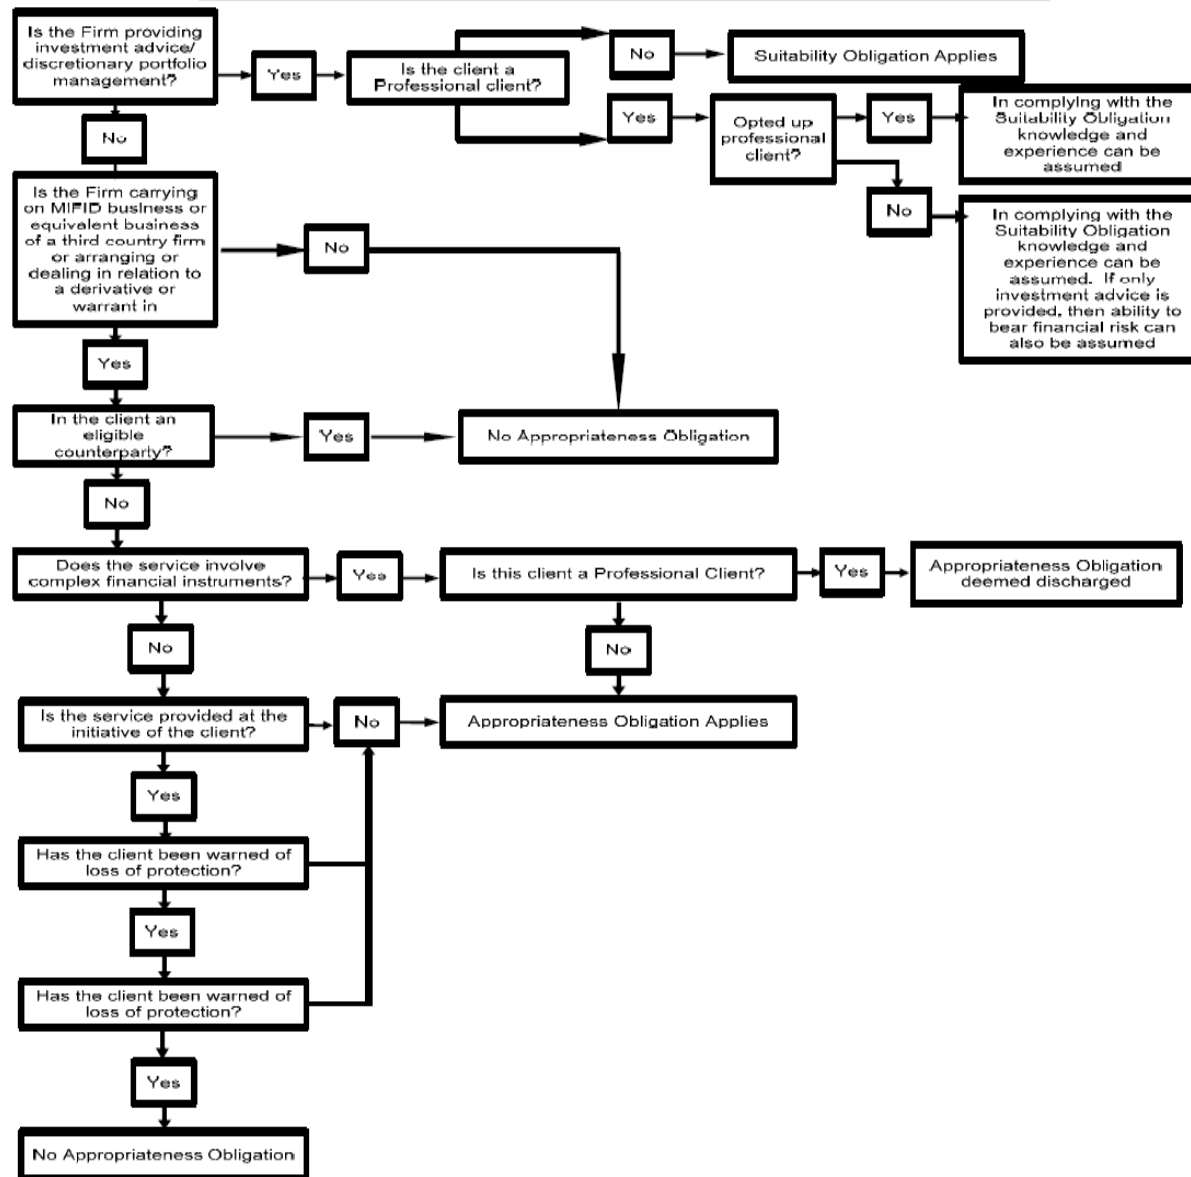 Is the Firm providing
investment advice/
discretionary portfolio
management?
Yes
Is the client a
Professional client?
No
Suitability Obligation Applies
Yes
Opted up
professional
client?
Yes
In complying with the
Suitability Obligation
knowledge and
experience can be
assumed
No
In complying with the
Suitability Obligation
knowledge and
experience can be
assumed. If only
investment advice is
provided, then ability to
bear financial risk can
also be assumed
No
Is the Firm carrying
on MIFID business or
equivalent business
of a third country firm
or arranging or
dealing in relation to
a derivative or
warrant in
No
Yes
In the client an
eligible
counterparty?
Yes
No Appropriateness Obligation
No
Does the service involve
complex financial instruments?
Yes
Is this client a Professional Client?
Yes
Appropriateness Obligation
deemed discharged
No
No
Is the service provided at the
initiative of the client?
No
Appropriateness Obligation Applies
Yes
Has the client been warned of
loss of protection?
Yes
Has the client been warned of
loss of protection?
Yes
No Appropriateness Obligation